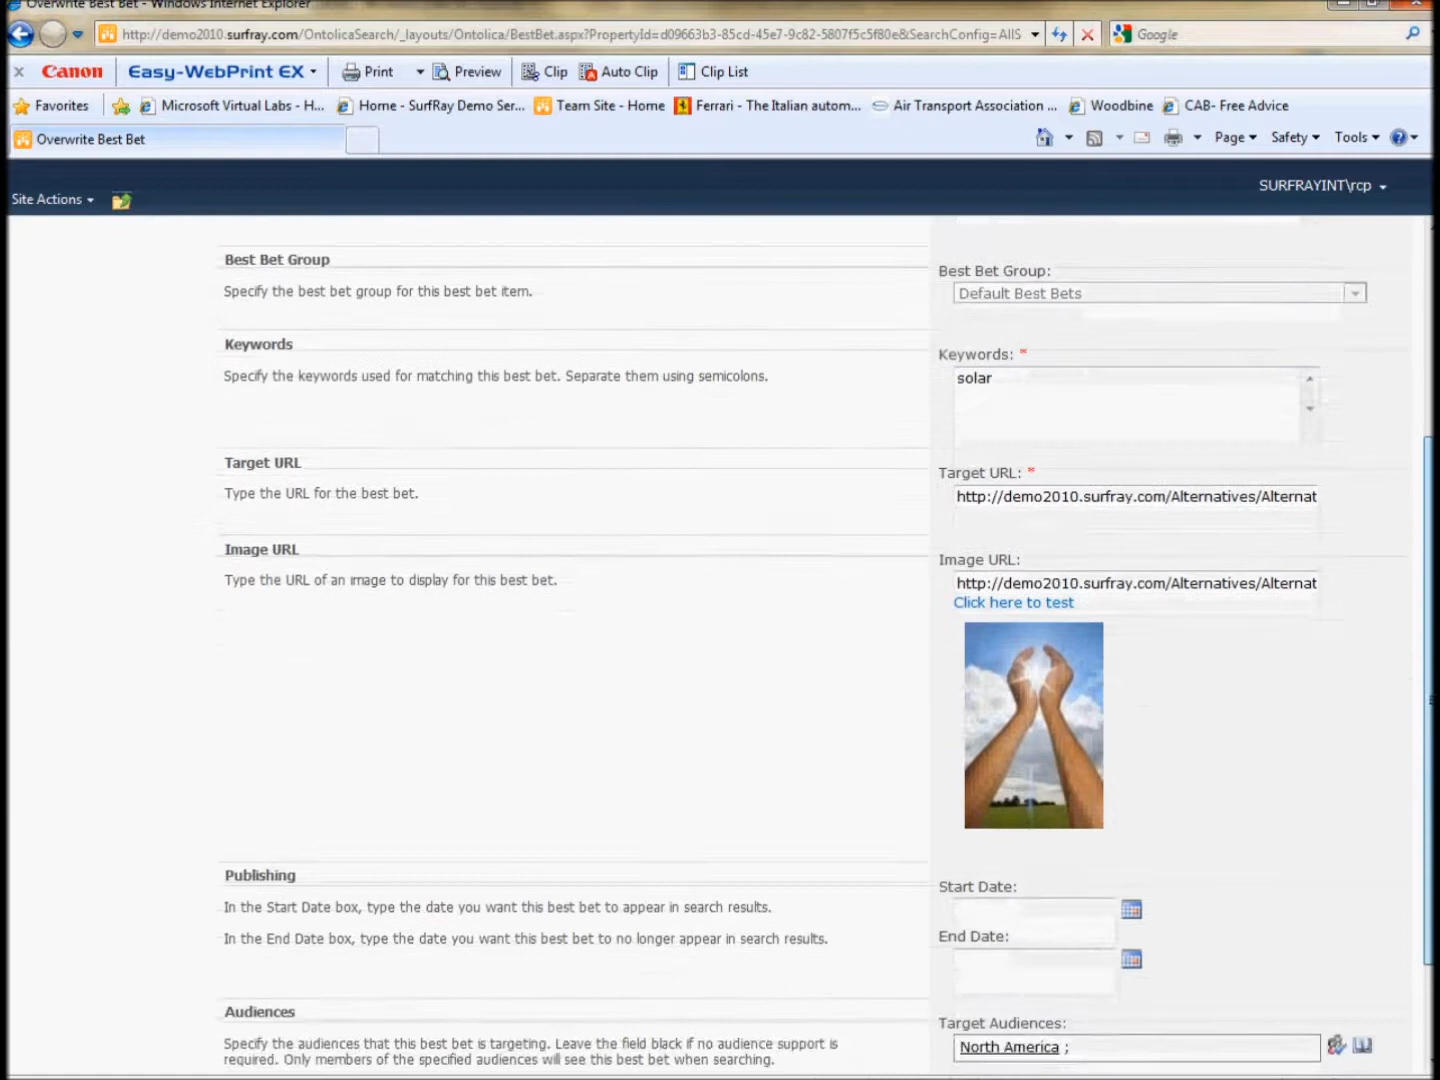 Overwrite Best Bet - Windows Internet Explorer
http://demo2010.surfray.com/OntolicaSearch/_layouts/Ontolica/BestBet.aspx?PropertyId=d09663b3-85cd-45e7-9c82-5807f5c5f80e&SearchConfig=AllS
Google
x Canon Easy-WebPrint EX Print Preview Clip Auto Clip Clip List
Favorites Microsoft Virtual Labs - H... Home - SurfRay Demo Ser... Team Site - Home Ferrari - The Italian autom... Air Transport Association ... Woodbine CAB- Free Advice
Overwrite Best Bet
Page Safety Tools
SURFRAYINT\rcp
Site Actions
Best Bet Group
Specify the best bet group for this best bet item.
Best Bet Group:
Default Best Bets
Keywords
Specify the keywords used for matching this best bet. Separate them using semicolons.
Keywords: *
solar
Target URL
Type the URL for the best bet.
Target URL: *
http://demo2010.surfray.com/Alternatives/Alternat
Image URL
Type the URL of an image to display for this best bet.
Image URL:
http://demo2010.surfray.com/Alternatives/Alternat
Click here to test
Publishing
In the Start Date box, type the date you want this best bet to appear in search results.
In the End Date box, type the date you want this best bet to no longer appear in search results.
Start Date:
End Date:
Audiences
Specify the audiences that this best bet is targeting. Leave the field black if no audience support is
required. Only members of the specified audiences will see this best bet when searching.
Target Audiences:
North America ;